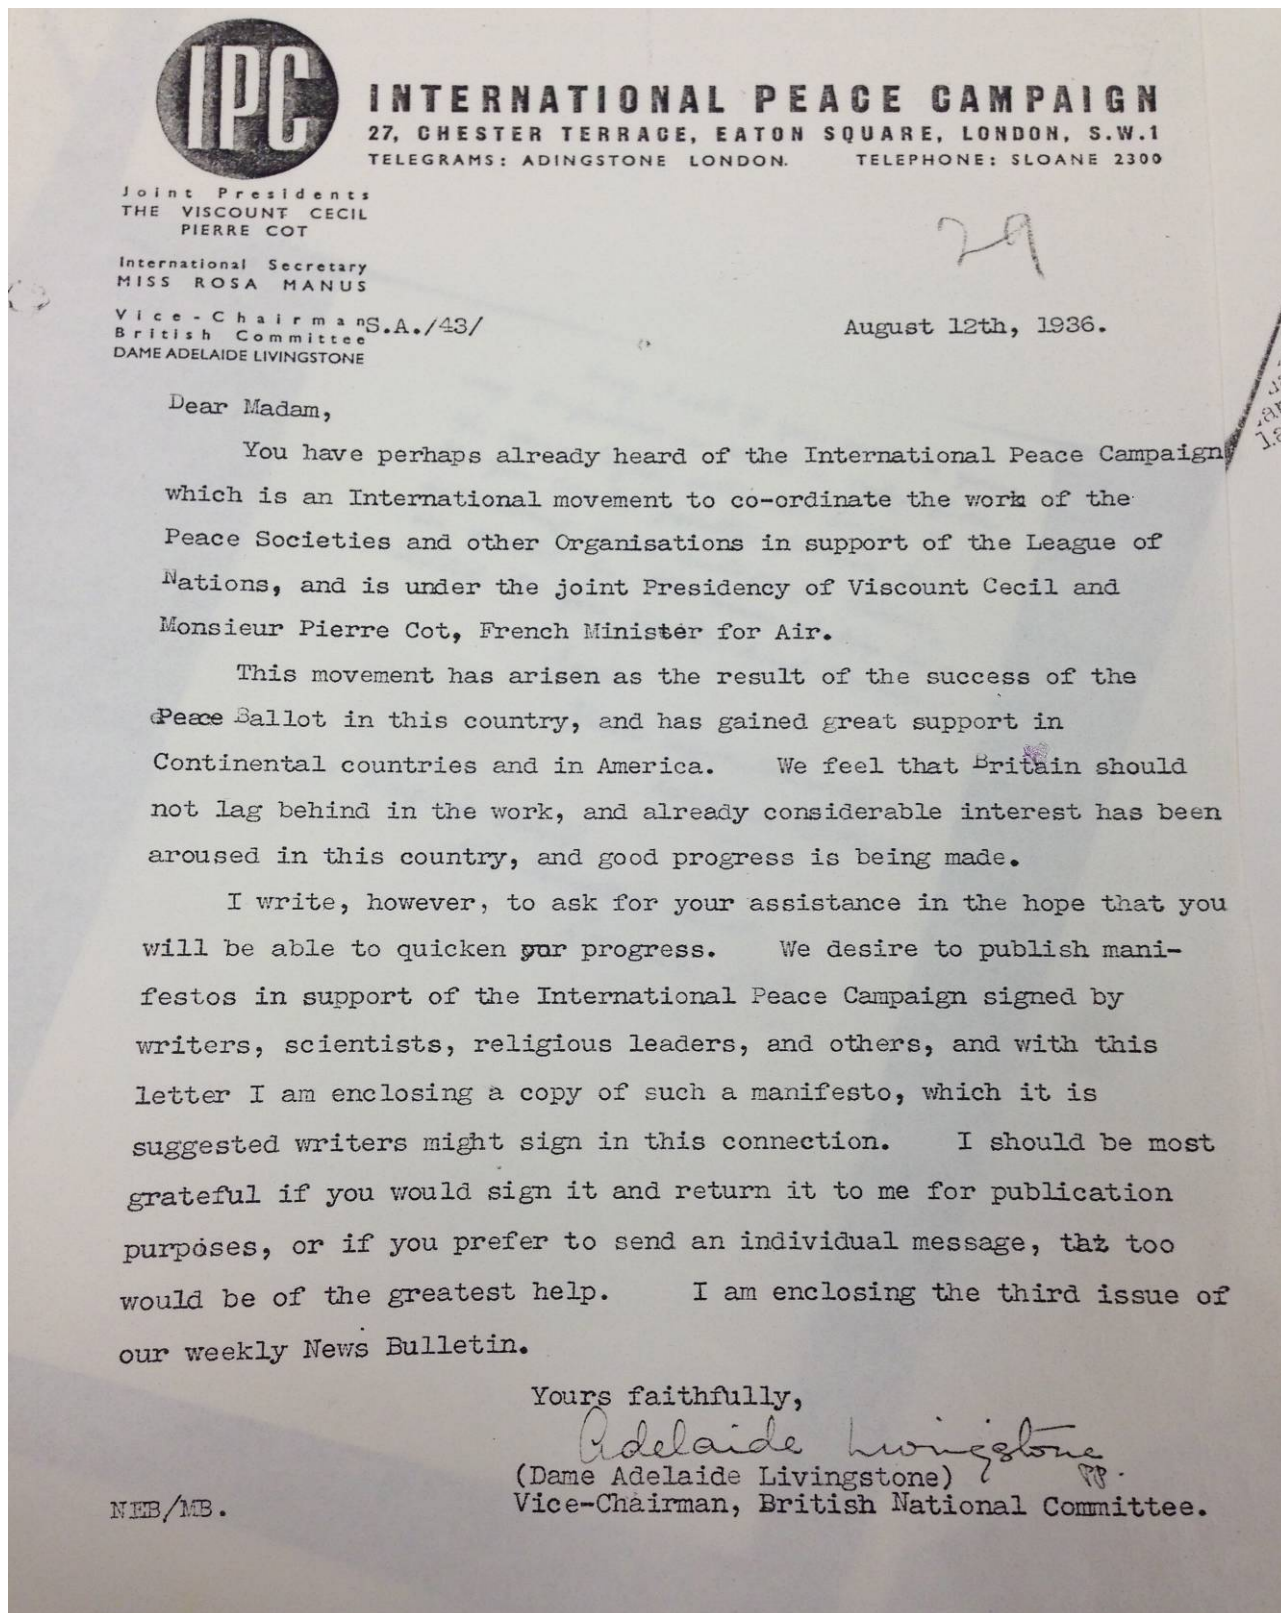 IPC
INTERNATIONAL PEACE CAMPAIGN
27, CHESTER TERRACE, EATON SQUARE, LONDON, S.W.1
TELEGRAMS: ADINGSTONE LONDON. TELEPHONE: SLOANE 2300
Joint Presidents
THE VISCOUNT CECIL
PIERRE COT
International Secretary
MISS ROSA MANUS
Vice-Chairman
British Committee
DAME ADELAIDE LIVINGSTONE
S.A./43/
29
August 12th, 1936.
Dear Madam,
You have perhaps already heard of the International Peace Campaign
which is an International movement to co-ordinate the work of the
Peace Societies and other Organisations in support of the League of
Nations, and is under the joint Presidency of Viscount Cecil and
Monsieur Pierre Cot, French Minister for Air.
This movement has arisen as the result of the success of the
Peace Ballot in this country, and has gained great support in
Continental countries and in America. We feel that Britain should
not lag behind in the work, and already considerable interest has been
aroused in this country, and good progress is being made.
I write, however, to ask for your assistance in the hope that you
will be able to quicken our progress. We desire to publish mani-
festos in support of the International Peace Campaign signed by
writers, scientists, religious leaders, and others, and with this
letter I am enclosing a copy of such a manifesto, which it is
suggested writers might sign in this connection. I should be most
grateful if you would sign it and return it to me for publication
purposes, or if you prefer to send an individual message, that too
would be of the greatest help. I am enclosing the third issue of
our weekly News Bulletin.
Yours faithfully,
Adelaide Livingstone
pp.
(Dame Adelaide Livingstone)
Vice-Chairman, British National Committee.
NEB/MB.